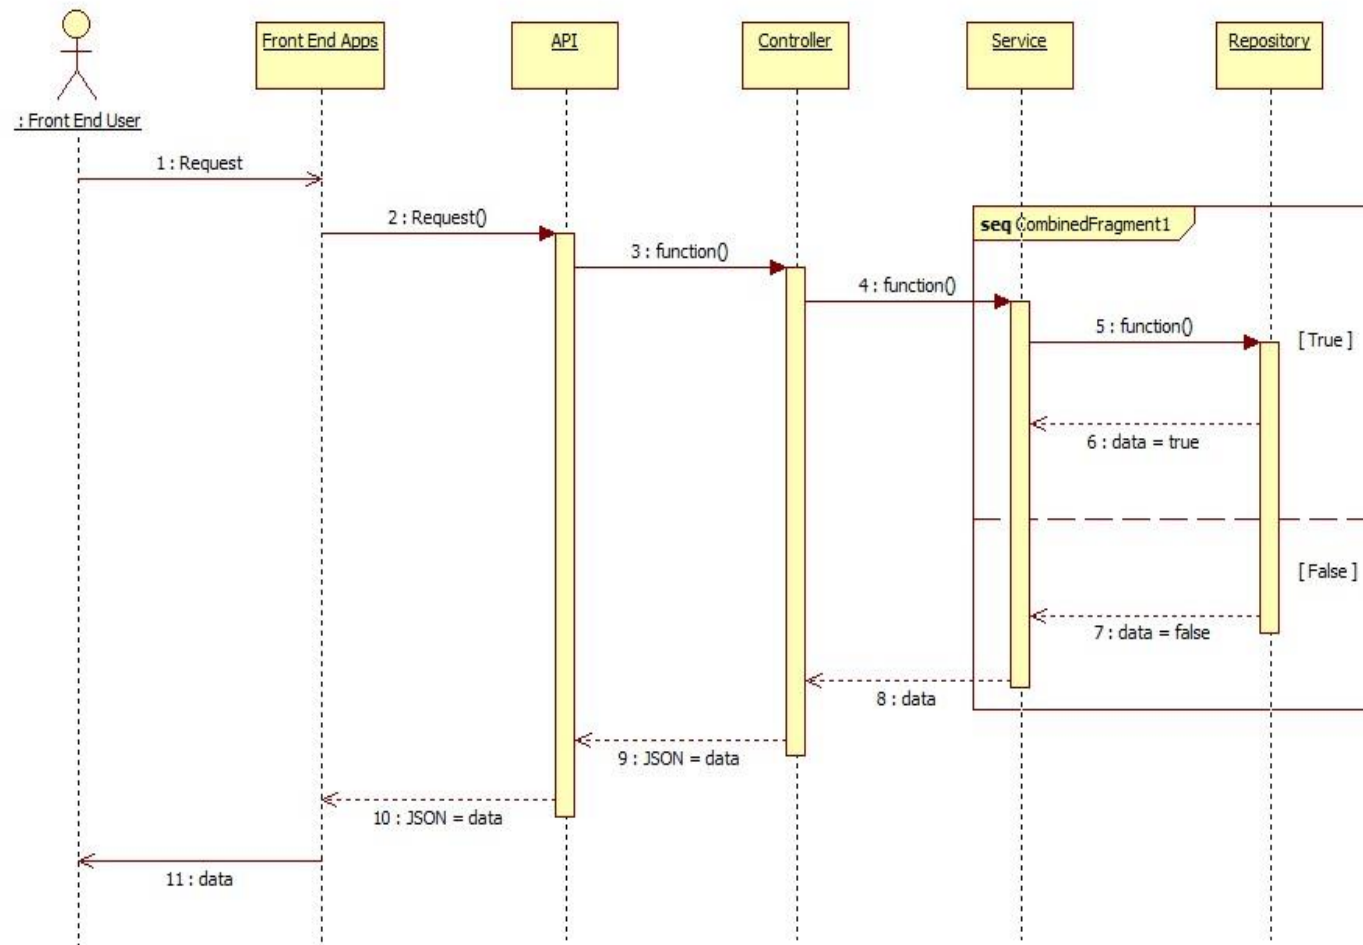 Front End Apps
API
Controller
Service
Repository
: Front End User
1 : Request
2 : Request()
seq CombinedFragment1
3 : function()
4 : function()
5 : function()
[ True ]
6 : data = true
[ False ]
7 : data = false
8 : data
9 : JSON = data
10 : JSON = data
11 : data